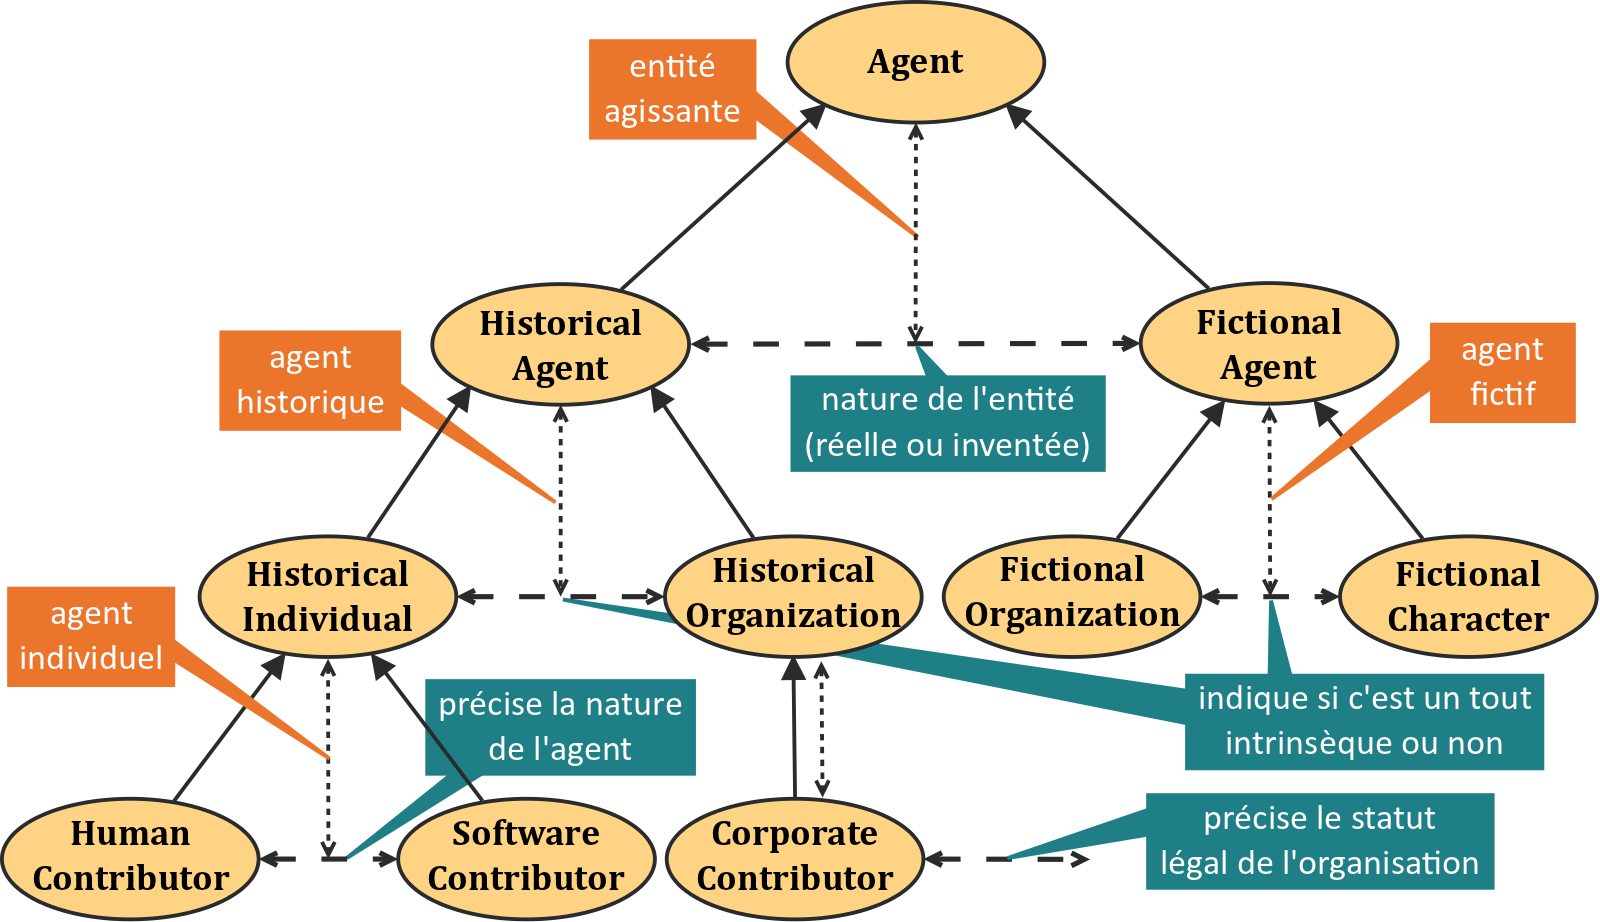 entité
agissante
Agent
Historical
Agent
Fictional
Agent
agent
historique
nature de l'entité
(réelle ou inventée)
agent
fictif
Historical
Individual
Historical
Organization
Fictional
Organization
Fictional
Character
agent
individuel
précise la nature
de l'agent
indique si c'est un tout
intrinsèque ou non
Human
Contributor
Software
Contributor
Corporate
Contributor
précise le statut
légal de l'organisation